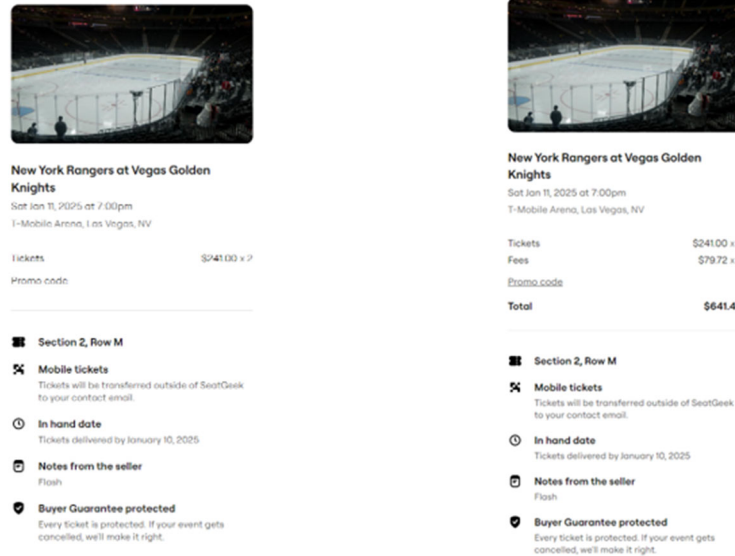 New York Rangers at Vegas Golden
Knights
Sat Jan 11, 2025 at 7:00pm
T-Mobile Arena, Las Vegas, NV
Tickets $241.00 x 2
Promo code
Section 2, Row M
Mobile tickets
Tickets will be transferred outside of SeatGeek
to your contact email.
In hand date
Tickets delivered by January 10, 2025
Notes from the seller
Flash
Buyer Guarantee protected
Every ticket is protected. If your event gets
cancelled, we'll make it right.
New York Rangers at Vegas Golden
Knights
Sat Jan 11, 2025 at 7:00pm
T-Mobile Arena, Las Vegas, NV
Tickets $241.00 x
Fees $79.72 x
Promo code
Total $641.4
Section 2, Row M
Mobile tickets
Tickets will be transferred outside of SeatGeek
to your contact email.
In hand date
Tickets delivered by January 10, 2025
Notes from the seller
Flash
Buyer Guarantee protected
Every ticket is protected. If your event gets
cancelled, we'll make it right.